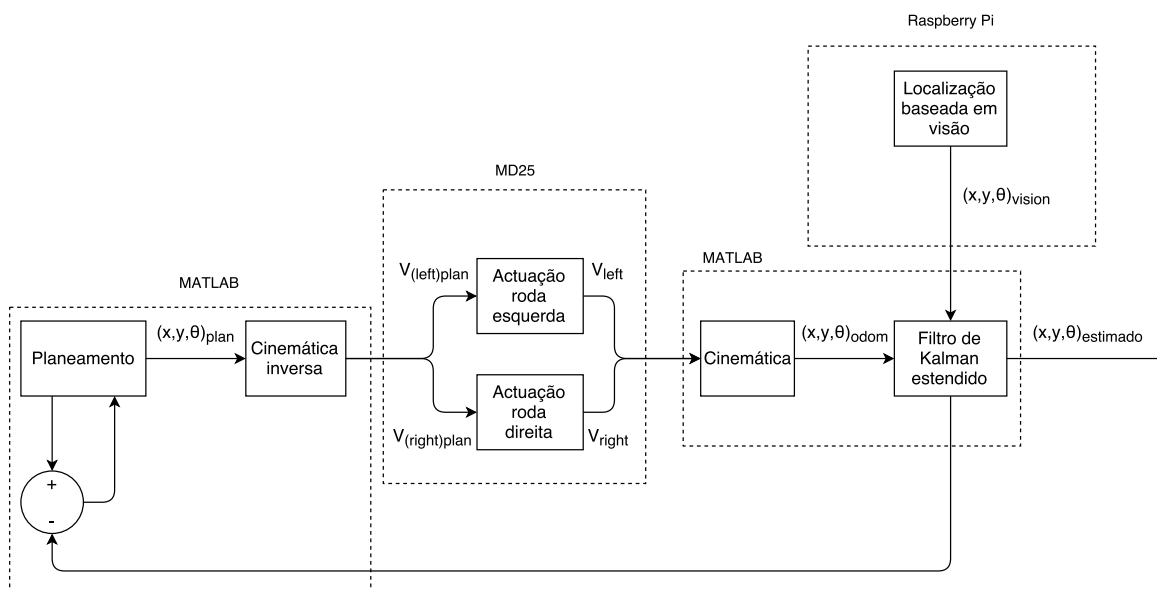 Raspberry Pi
Localização
baseada em
visão
(x,y,θ)vision
MD25
MATLAB
V(left)plan
Actuação
roda
esquerda
Vleft
MATLAB
Planeamento
(x,y,θ)plan
Cinemática
inversa
V(right)plan
Actuação
roda
direita
Vright
Cinemática
(x,y,θ)odom
Filtro de
Kalman
estendido
(x,y,θ)estimado
+
-